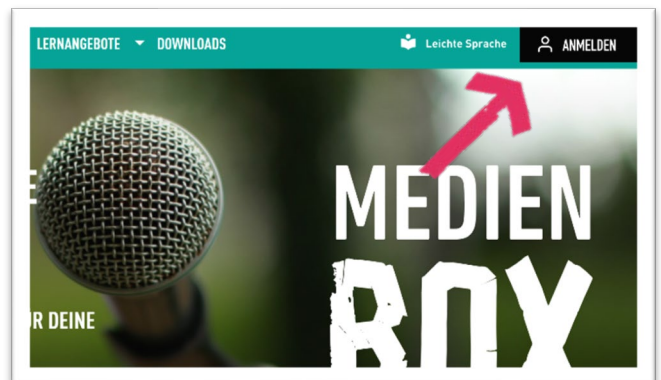 LERNANGEBOTE DOWNLOADS Leichte Sprache ANMELDEN
MEDIEN
BOX
DEINE